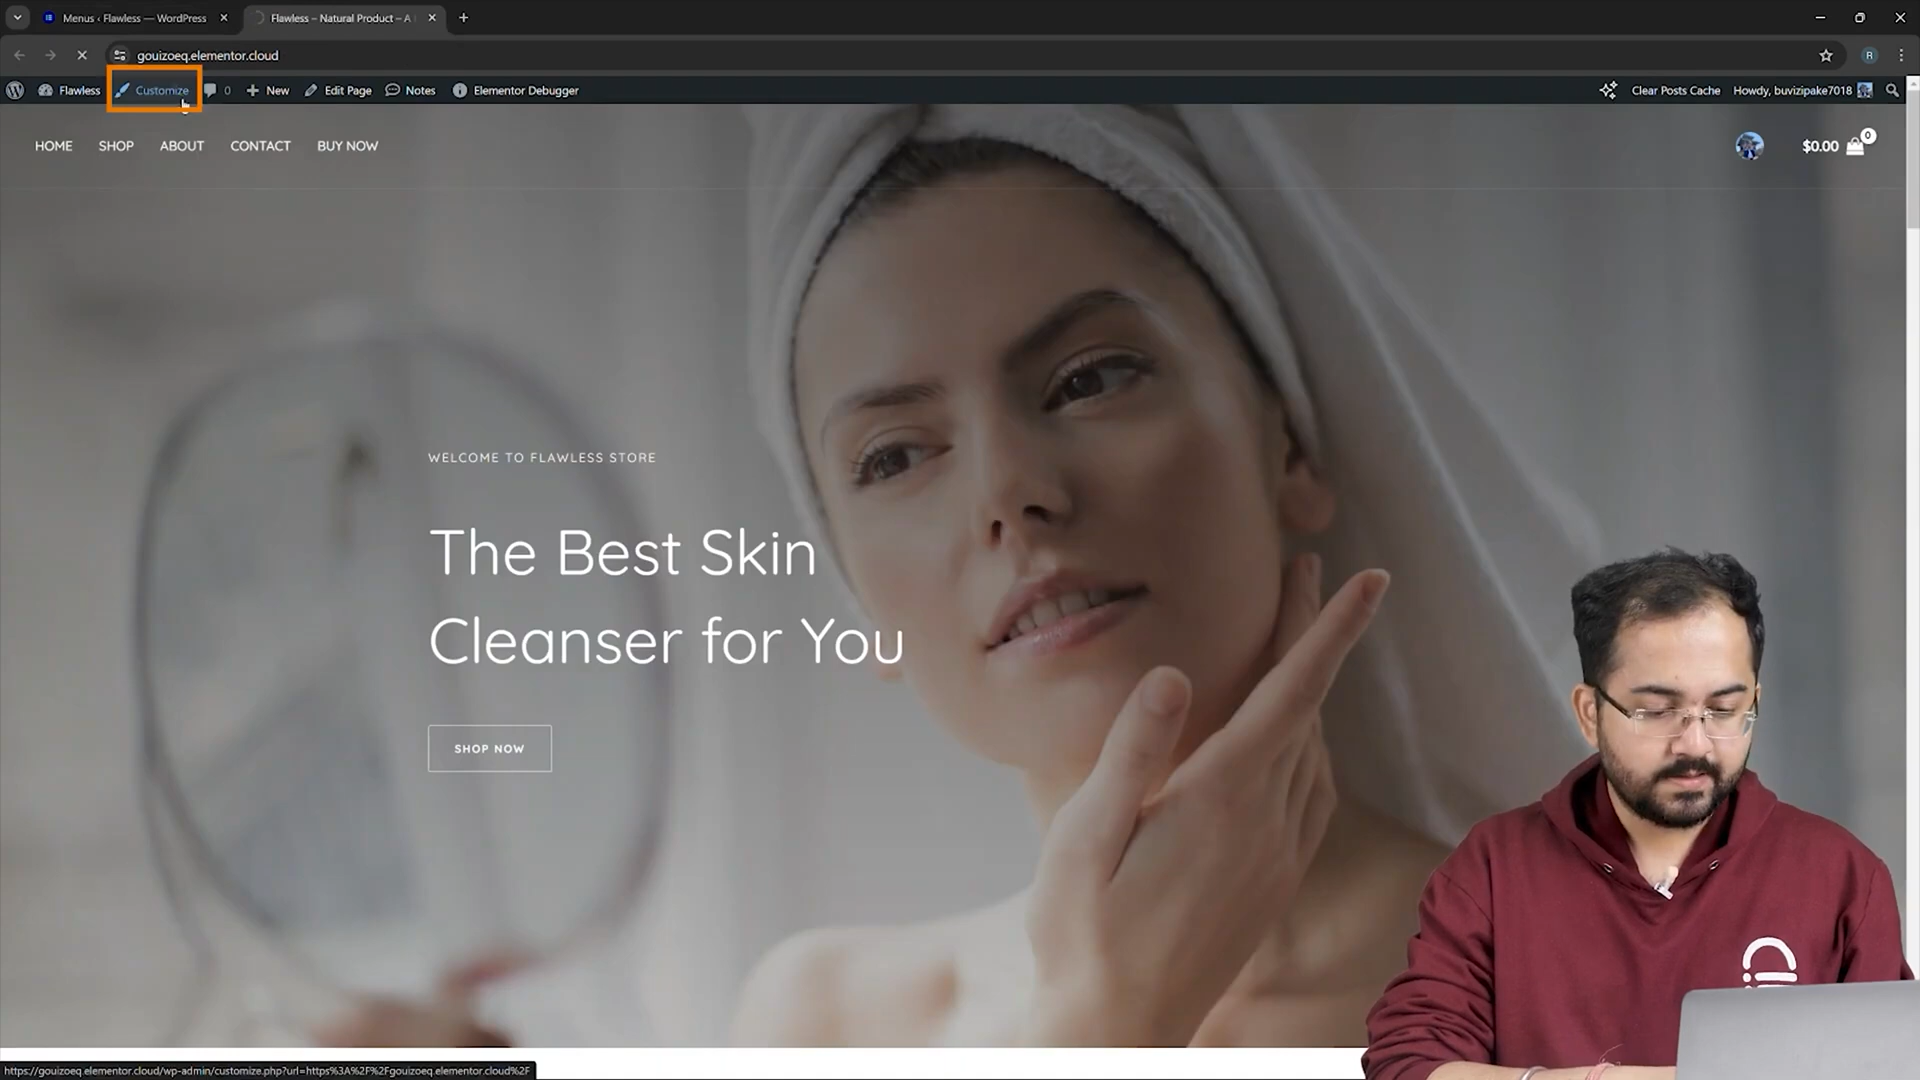 Menus ‹ Flawless — WordPress
Flawless – Natural Product – A
gouizoeq.elementor.cloud
R
Flawless
Customize
0
New
Edit Page
Notes
Elementor Debugger
Clear Posts Cache
Howdy, buvizipake7018
HOME
SHOP
ABOUT
CONTACT
BUY NOW
$0.00
0
WELCOME TO FLAWLESS STORE
The Best Skin
Cleanser for You
SHOP NOW
https://gouizoeq.elementor.cloud/wp-admin/customize.php?url=https%3A%2F%2Fgouizoeq.elementor.cloud%2F